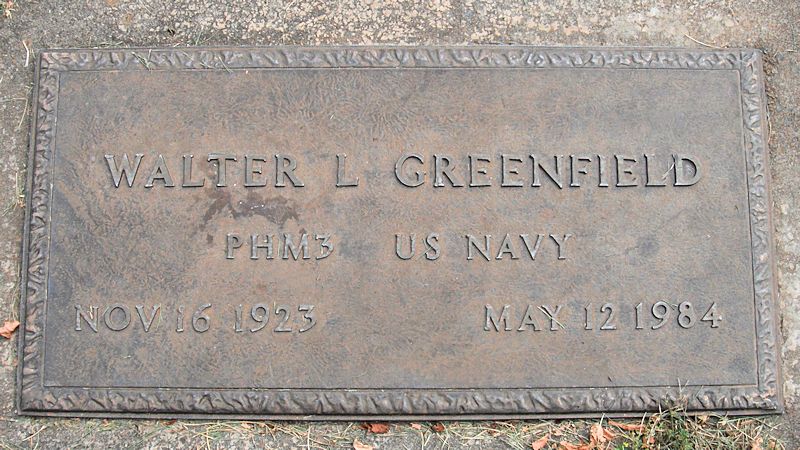 WALTER L GREENFIELD
PHM3 US NAVY
NOV 16 1923 MAY 12 1984